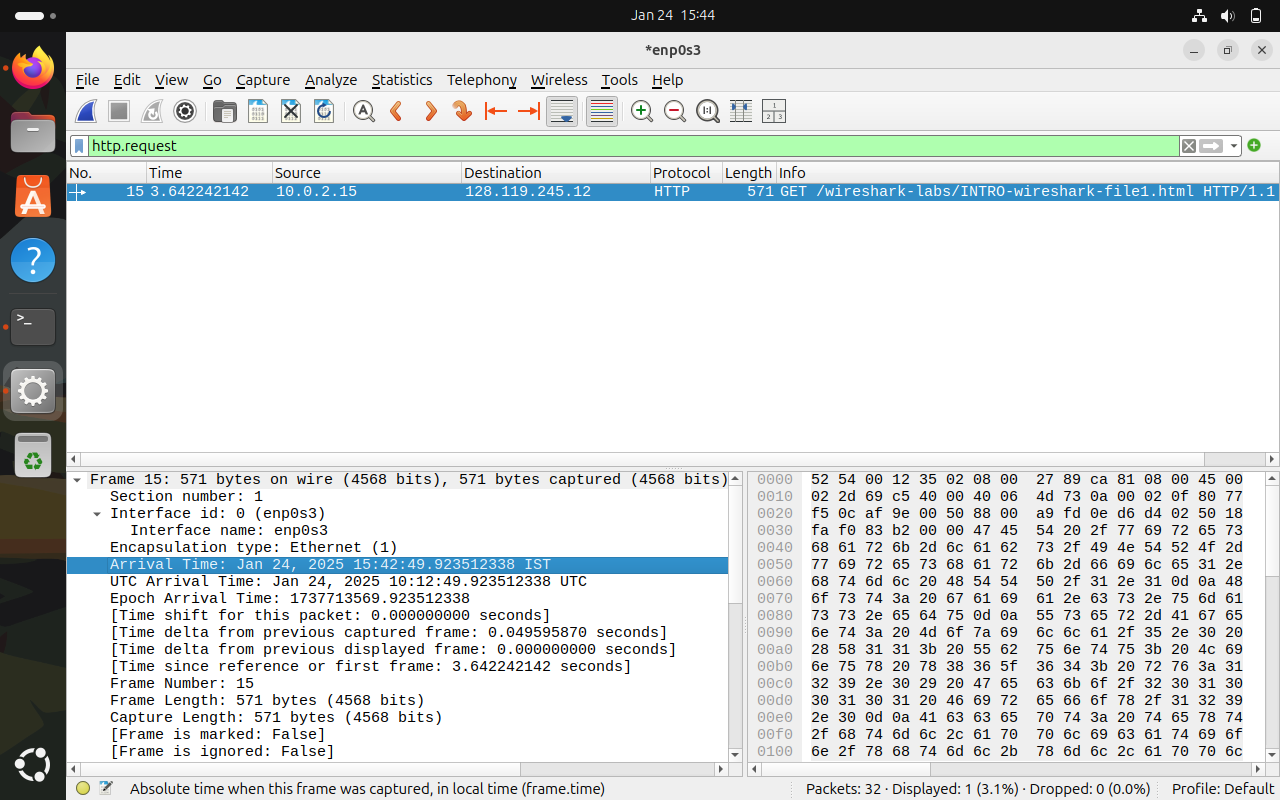 Jan 24 15:44
*enp0s3
File Edit View Go Capture Analyze Statistics Telephony Wireless Tools Help
http.request
No. Time Source Destination Protocol Length Info
15 3.642242142 10.0.2.15 128.119.245.12 HTTP 571 GET /wireshark-labs/INTRO-wireshark-file1.html HTTP/1.1
Frame 15: 571 bytes on wire (4568 bits), 571 bytes captured (4568 bits)
Section number: 1
Interface id: 0 (enp0s3)
Interface name: enp0s3
Encapsulation type: Ethernet (1)
Arrival Time: Jan 24, 2025 15:42:49.923512338 IST
UTC Arrival Time: Jan 24, 2025 10:12:49.923512338 UTC
Epoch Arrival Time: 1737713569.923512338
[Time shift for this packet: 0.000000000 seconds]
[Time delta from previous captured frame: 0.049595870 seconds]
[Time delta from previous displayed frame: 0.000000000 seconds]
[Time since reference or first frame: 3.642242142 seconds]
Frame Number: 15
Frame Length: 571 bytes (4568 bits)
Capture Length: 571 bytes (4568 bits)
[Frame is marked: False]
[Frame is ignored: False]
0000 52 54 00 12 35 02 08 00 27 89 ca 81 08 00 45 00
0010 02 2d 69 c5 40 00 40 06 4d 73 0a 00 02 0f 80 77
0020 f5 0c af 9e 00 50 88 00 a9 fd 0e d6 d4 02 50 18
0030 fa f0 83 b2 00 00 47 45 54 20 2f 77 69 72 65 73
0040 68 61 72 6b 2d 6c 61 62 73 2f 49 4e 54 52 4f 2d
0050 77 69 72 65 73 68 61 72 6b 2d 66 69 6c 65 31 2e
0060 68 74 6d 6c 20 48 54 54 50 2f 31 2e 31 0d 0a 48
0070 6f 73 74 3a 20 67 61 69 61 2e 63 73 2e 75 6d 61
0080 73 73 2e 65 64 75 0d 0a 55 73 65 72 2d 41 67 65
0090 6e 74 3a 20 4d 6f 7a 69 6c 6c 61 2f 35 2e 30 20
00a0 28 58 31 31 3b 20 55 62 75 6e 74 75 3b 20 4c 69
00b0 6e 75 78 20 78 38 36 5f 36 34 3b 20 72 76 3a 31
00c0 32 39 2e 30 29 20 47 65 63 6b 6f 2f 32 30 31 30
00d0 30 31 30 31 20 46 69 72 65 66 6f 78 2f 31 32 39
00e0 2e 30 0d 0a 41 63 63 65 70 74 3a 20 74 65 78 74
00f0 2f 68 74 6d 6c 2c 61 70 70 6c 69 63 61 74 69 6f
0100 6e 2f 78 68 74 6d 6c 2b 78 6d 6c 2c 61 70 70 6c
Absolute time when this frame was captured, in local time (frame.time) Packets: 32 · Displayed: 1 (3.1%) · Dropped: 0 (0.0%) Profile: Default